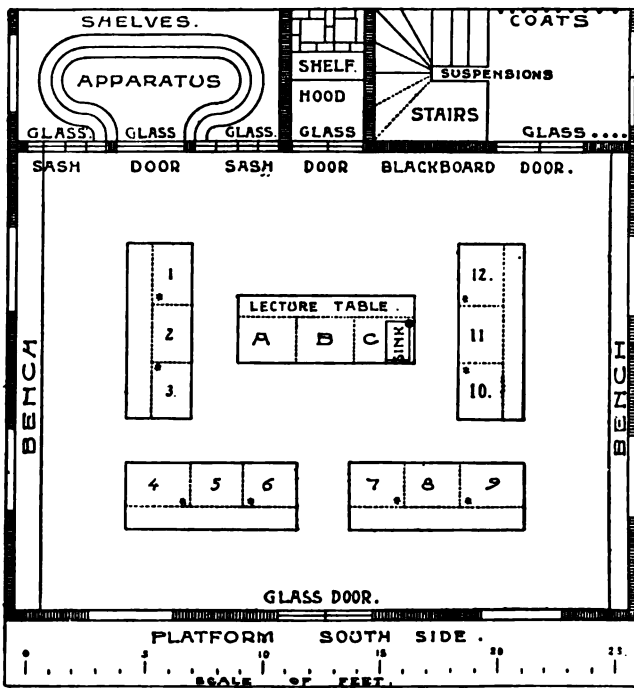 SHELVES.
COATS
APPARATUS
SHELF.
SUSPENSIONS
HOOD
STAIRS
GLASS. GLASS GLASS. GLASS GLASS....
SASH DOOR SASH DOOR BLACKBOARD DOOR.
1
2
3.
LECTURE TABLE.
A B C SINK
12.
11
10.
BENCH
BENCH
4 5 6
7 8 9
GLASS DOOR.
PLATFORM SOUTH SIDE.
0 5 10 15 20 25.
SCALE OF FEET.